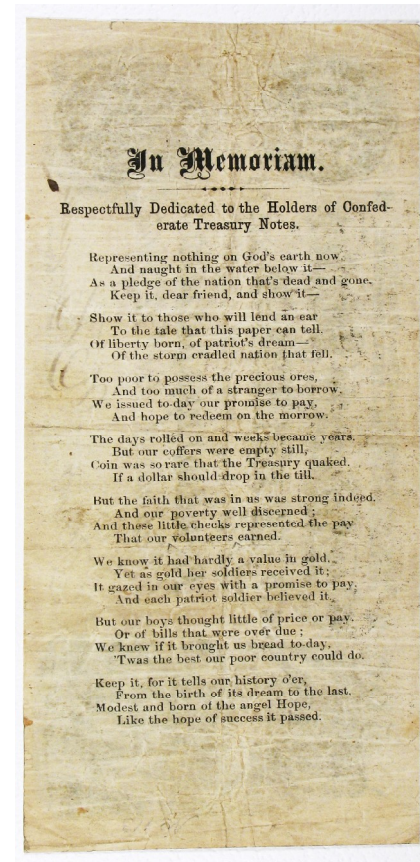 In Memoriam.
Respectfully Dedicated to the Holders of Confed-
erate Treasury Notes.
Representing nothing on God's earth now,
And naught in the water below it—
As a pledge of the nation that's dead and gone,
Keep it, dear friend, and show it—
Show it to those who will lend an ear
To the tale that this paper can tell.
Of liberty born, of patriot's dream—
Of the storm cradled nation that fell.
Too poor to possess the precious ores,
And too much of a stranger to borrow,
We issued to-day our promise to pay,
And hope to redeem on the morrow.
The days rolled on and weeks became years,
But our coffers were empty still,
Coin was so rare that the Treasury quaked.
If a dollar should drop in the till.
But the faith that was in us was strong indeed.
And our poverty well discerned;
And these little checks represented the pay
That our volunteers earned.
We know it had hardly a value in gold,
Yet as gold her soldiers received it;
It gazed in our eyes with a promise to pay,
And each patriot soldier believed it.
But our boys thought little of price or pay,
Or of bills that were over due;
We knew if it brought us bread to-day,
'Twas the best our poor country could do.
Keep it, for it tells our history o'er,
From the birth of its dream to the last.
Modest and born of the angel Hope,
Like the hope of success it passed.